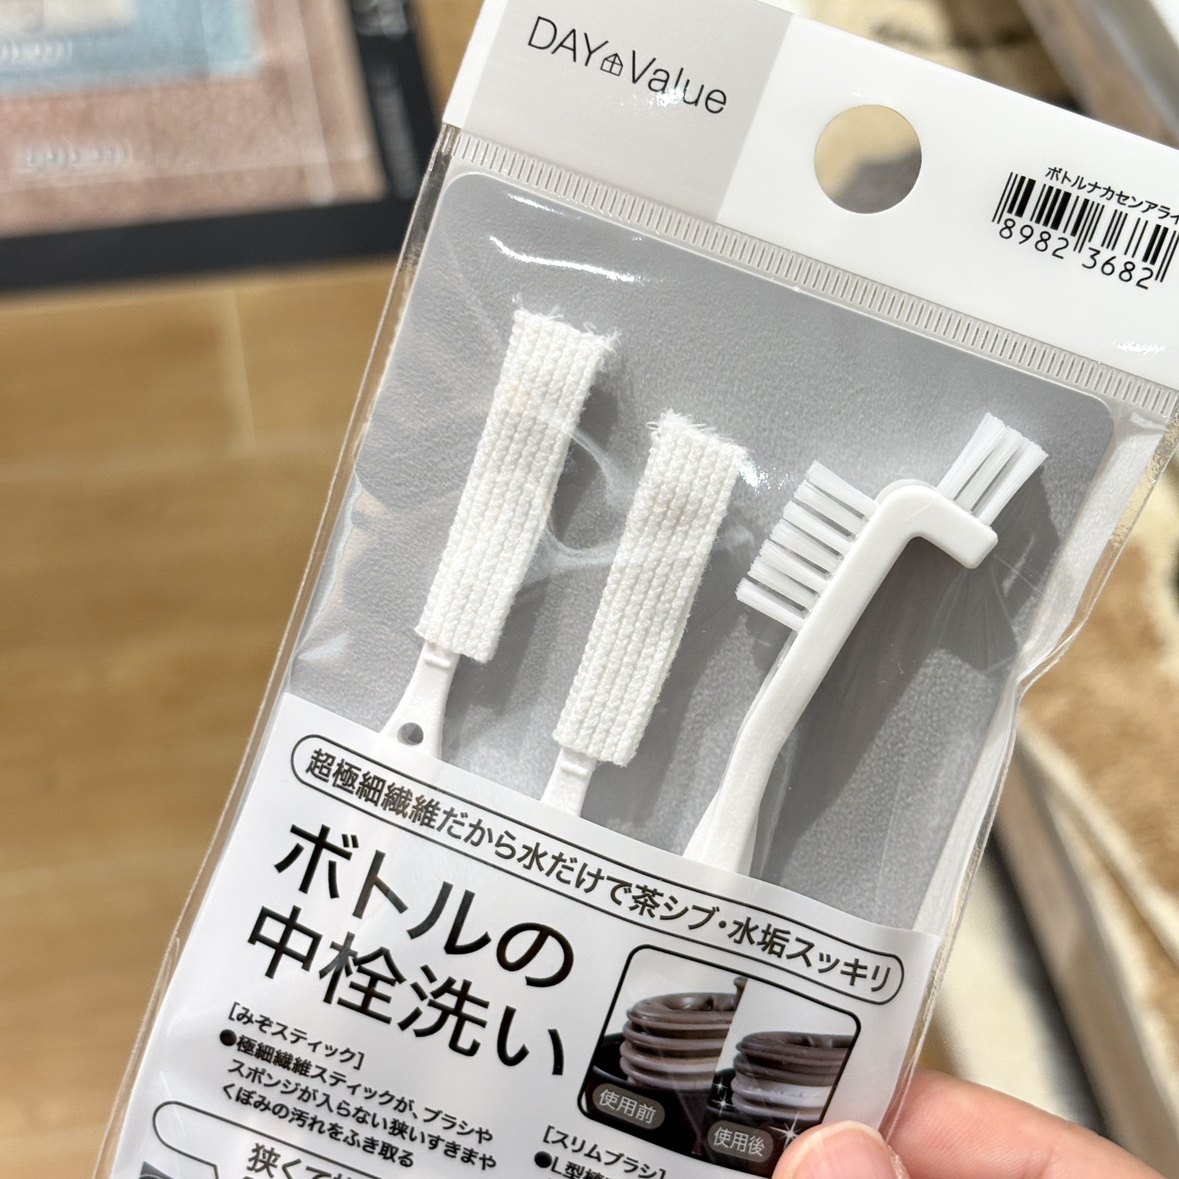 DAY Value
ボトルナカセンアライ
8982 3682
超極細繊維だから水だけで茶シブ・水垢スッキリ
ボトルの
中栓洗い
[みぞスティック]
●極細繊維スティックが、ブラシや
スポンジが入らない狭いすきまや
くぼみの汚れをふき取る
使用前
使用後
[スリムブラシ]
●L型
狭くて